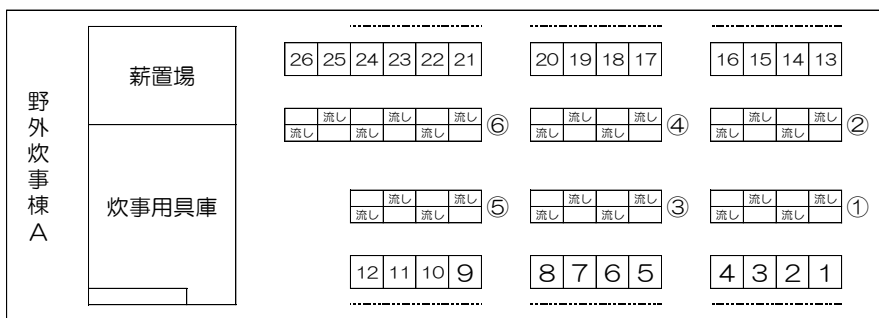 野外炊事棟A
薪置場
炊事用具庫
26 25 24 23 22 21
20 19 18 17
16 15 14 13
流し 流し 流し
流し 流し 流し
⑥
流し 流し
流し 流し
④
流し 流し
流し 流し
②
流し 流し
流し 流し
⑤
流し 流し
流し 流し
③
流し 流し
流し 流し
①
12 11 10 9
8 7 6 5
4 3 2 1